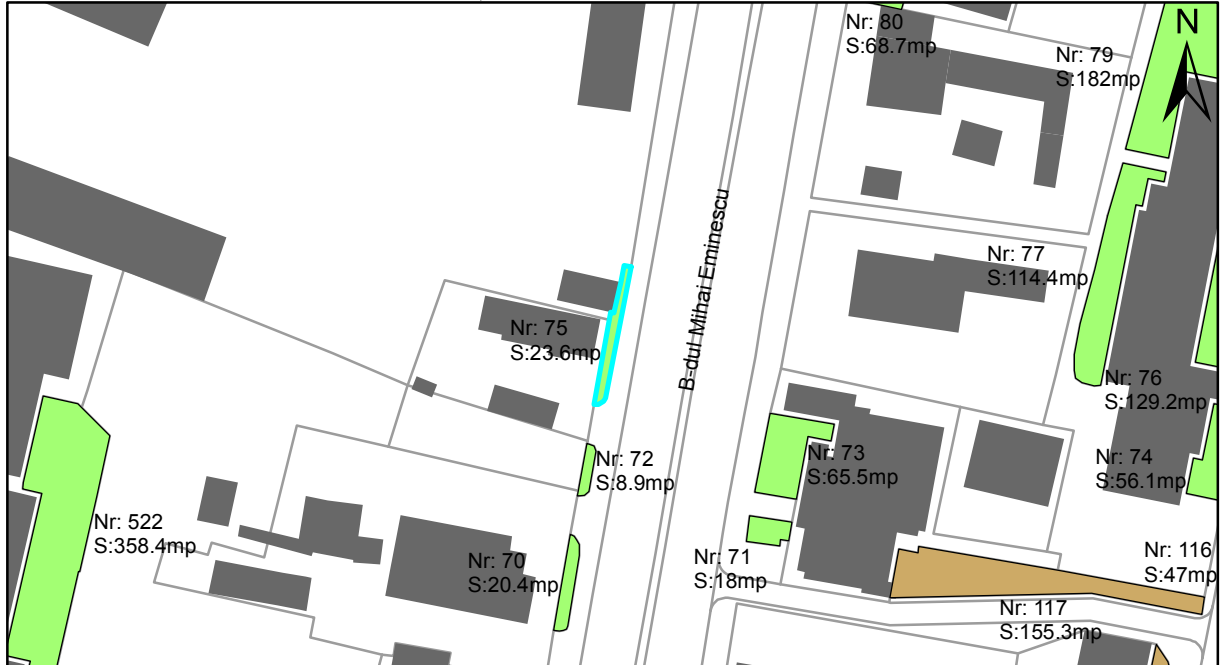 Nr: 80
S:68.7mp
N
Nr: 79
S:182mp
B-dul Mihai Eminescu
Nr: 77
S:114.4mp
Nr: 75
S:23.6mp
Nr: 76
S:129.2mp
Nr: 72
S:8.9mp
Nr: 73
S:65.5mp
Nr: 74
S:56.1mp
Nr: 522
S:358.4mp
Nr: 70
S:20.4mp
Nr: 71
S:18mp
Nr: 116
S:47mp
Nr: 117
S:155.3mp